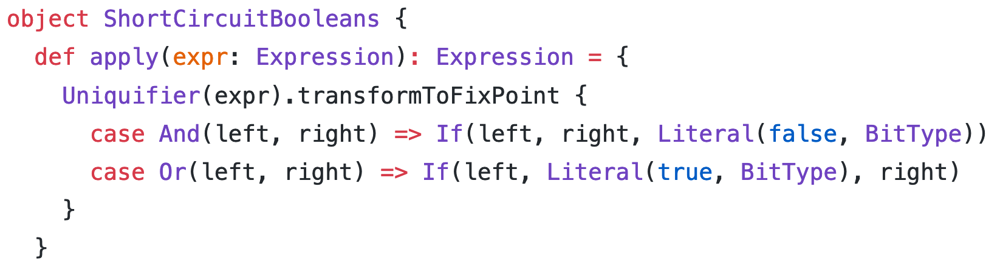 object ShortCircuitBooleans {
  def apply(expr: Expression): Expression = {
    Uniquifier(expr).transformToFixPoint {
      case And(left, right) => If(left, right, Literal(false, BitType))
      case Or(left, right) => If(left, Literal(true, BitType), right)
    }
  }